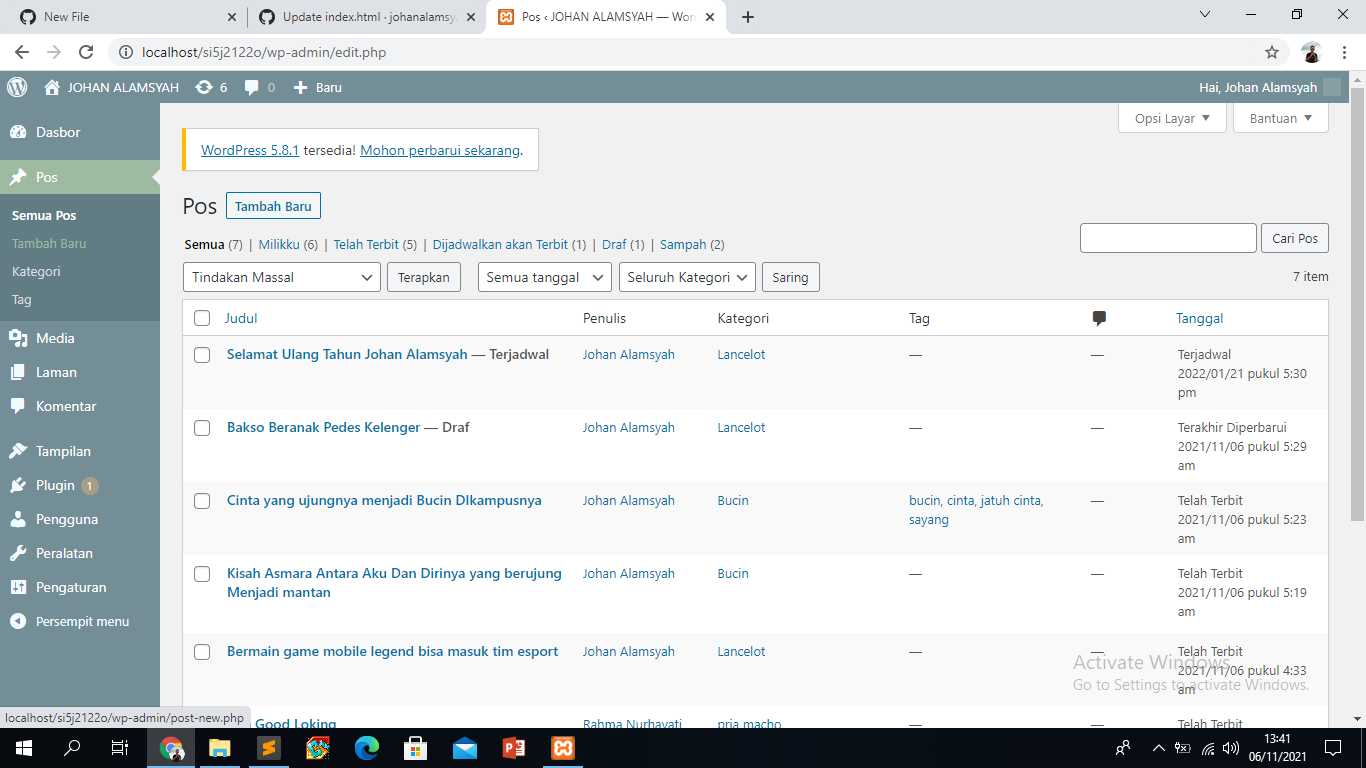 New File
Update index.html · johanalamsy
Pos ‹ JOHAN ALAMSYAH — Wor
localhost/si5j2122o/wp-admin/edit.php
JOHAN ALAMSYAH 6 0 Baru
Hai, Johan Alamsyah
Dasbor
Pos
Semua Pos
Tambah Baru
Kategori
Tag
Media
Laman
Komentar
Tampilan
Plugin 1
Pengguna
Peralatan
Pengaturan
Persempit menu
Opsi Layar
Bantuan
WordPress 5.8.1 tersedia! Mohon perbarui sekarang.
Pos Tambah Baru
Semua (7) | Milikku (6) | Telah Terbit (5) | Dijadwalkan akan Terbit (1) | Draf (1) | Sampah (2)
Cari Pos
Tindakan Massal Terapkan Semua tanggal Seluruh Kategori Saring
7 item
Judul Penulis Kategori Tag Tanggal
Selamat Ulang Tahun Johan Alamsyah — Terjadwal Johan Alamsyah Lancelot — — Terjadwal
2022/01/21 pukul 5:30
pm
Bakso Beranak Pedes Kelenger — Draf Johan Alamsyah Lancelot — — Terakhir Diperbarui
2021/11/06 pukul 5:29
am
Cinta yang ujungnya menjadi Bucin DIkampusnya Johan Alamsyah Bucin bucin, cinta, jatuh cinta, — Telah Terbit
sayang 2021/11/06 pukul 5:23
am
Kisah Asmara Antara Aku Dan Dirinya yang berujung Johan Alamsyah Bucin — — Telah Terbit
Menjadi mantan 2021/11/06 pukul 5:19
am
Bermain game mobile legend bisa masuk tim esport Johan Alamsyah Lancelot — — Telah Terbit
2021/11/06 pukul 4:33
am
Activate Windows
Go to Settings to activate Windows.
Good Loking Rahma Nurhayati pria macho — — Telah Terbit
localhost/si5j2122o/wp-admin/post-new.php
13:41
06/11/2021